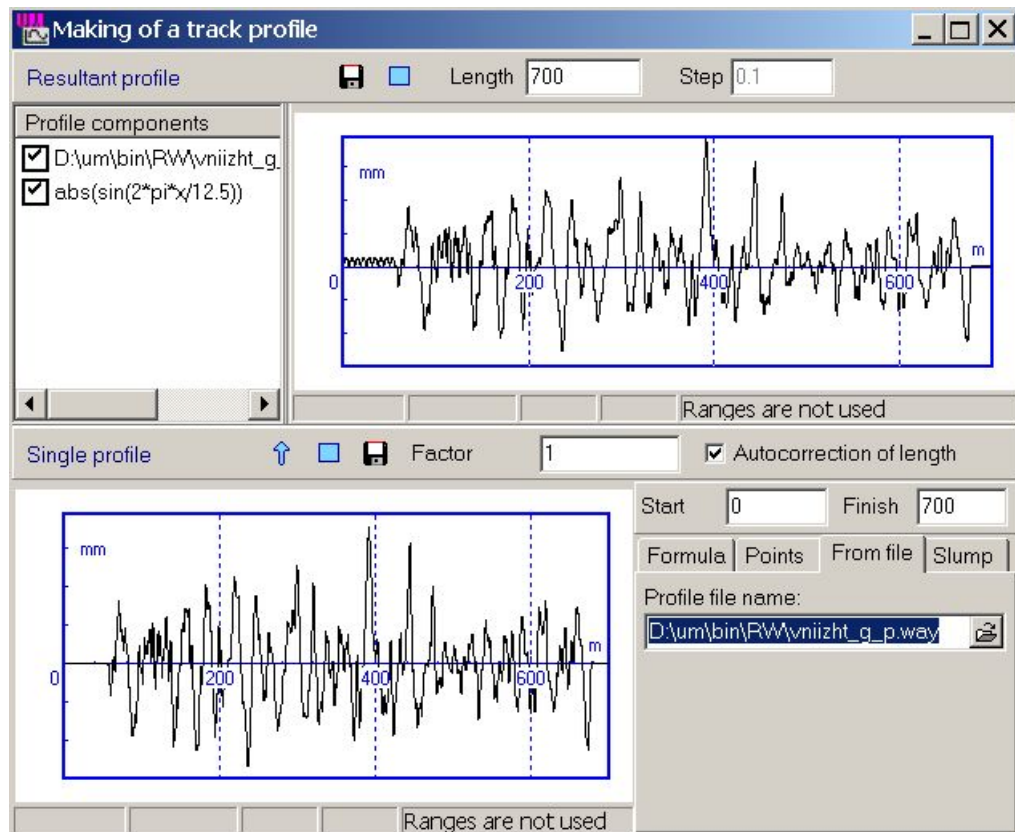 Making of a track profile
Resultant profile Length 700 Step 0.1
Profile components
D:\um\bin\RW\vniizht_g_
abs(sin(2*pi*x/12.5))
mm
m
0 200 400 600
Ranges are not used
Single profile Factor 1 Autocorrection of length
Start 0 Finish 700
Formula Points From file Slump
Profile file name:
D:\um\bin\RW\vniizht_g_p.way
mm
m
0 200 400 600
Ranges are not used